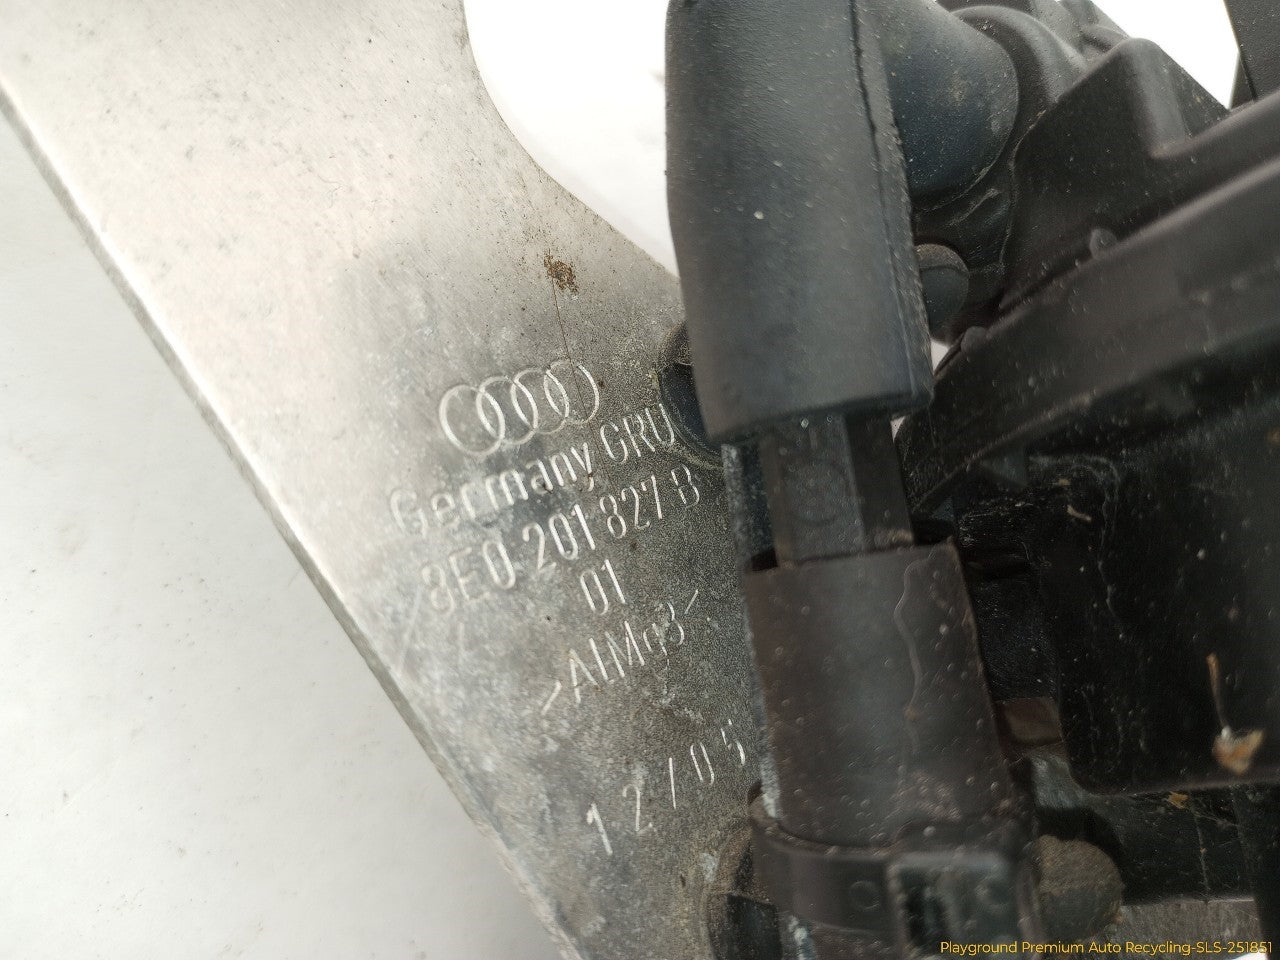 Germany GRU
8E0 201 827 B
01
>AlMg3<
12/05
Playground Premium Auto Recycling-SLS-251851